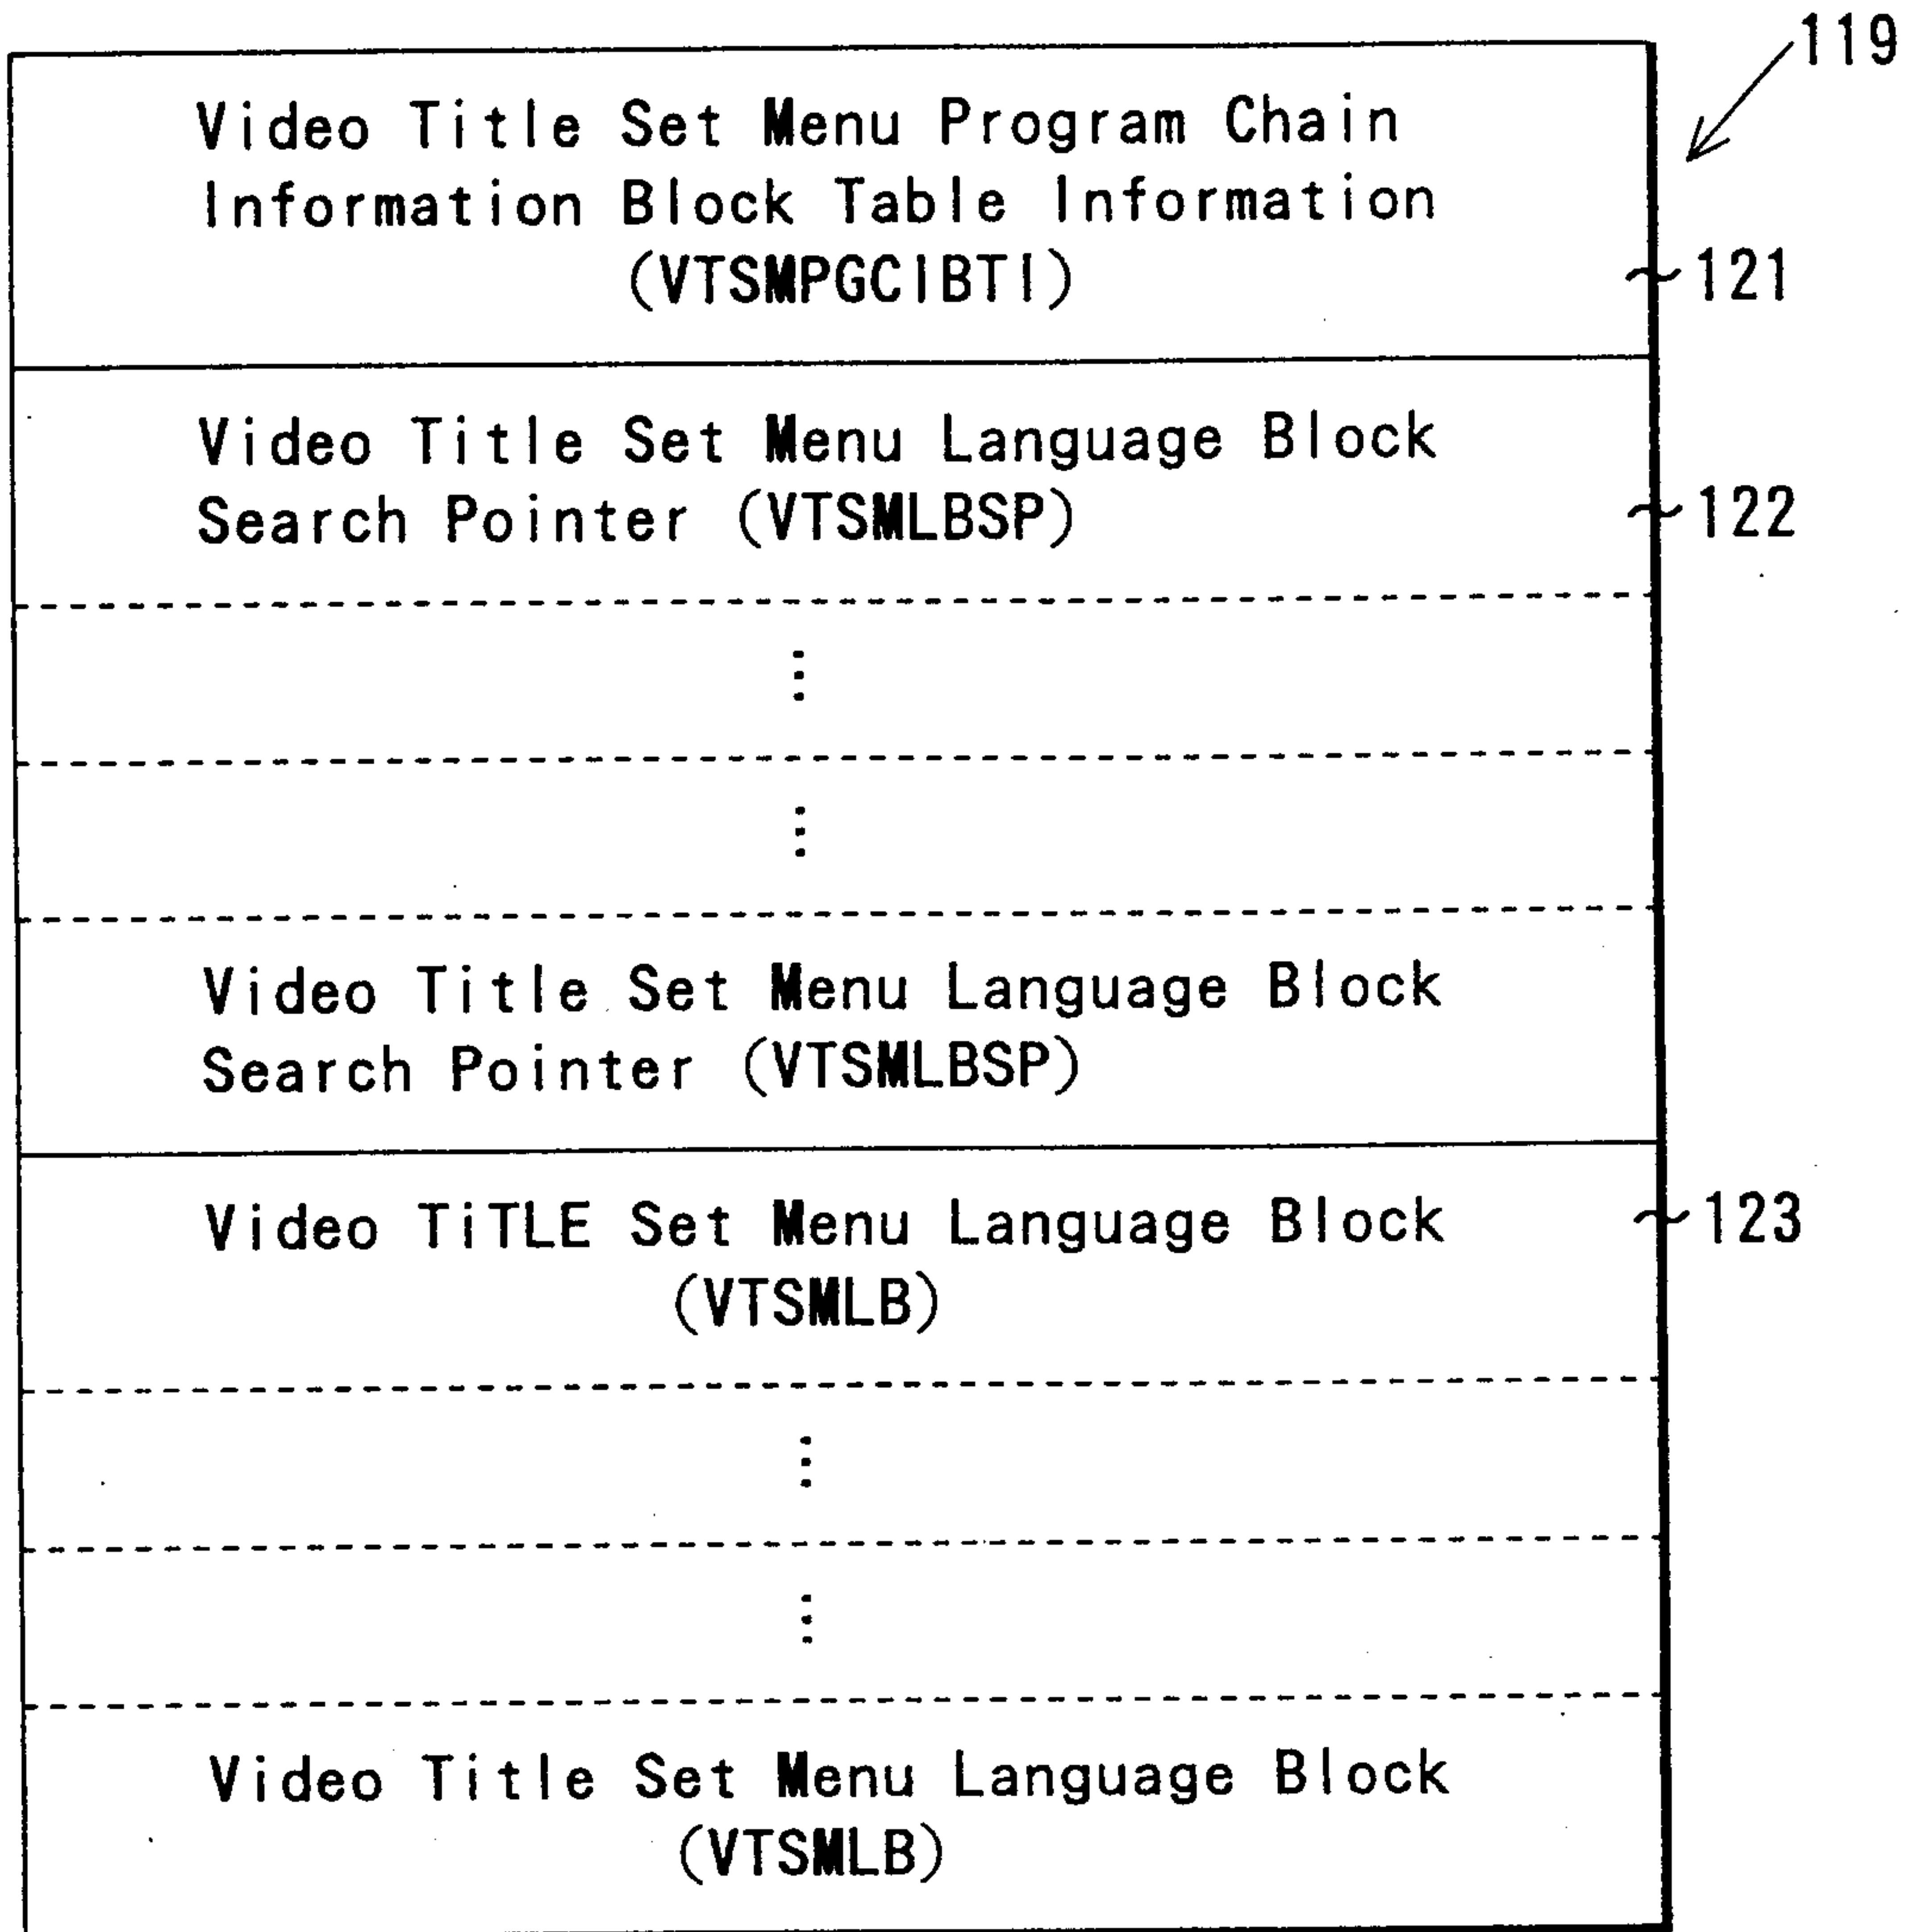 119
Video Title Set Menu Program Chain
Information Block Table Information
(VTSMPGCIBTI)
121
Video Title Set Menu Language Block
Search Pointer (VTSMLBSP)
122
Video Title Set Menu Language Block
Search Pointer (VTSMLBSP)
Video TiTLE Set Menu Language Block
123
(VTSMLB)
Video Title Set Menu Language Block
(VTSMLB)